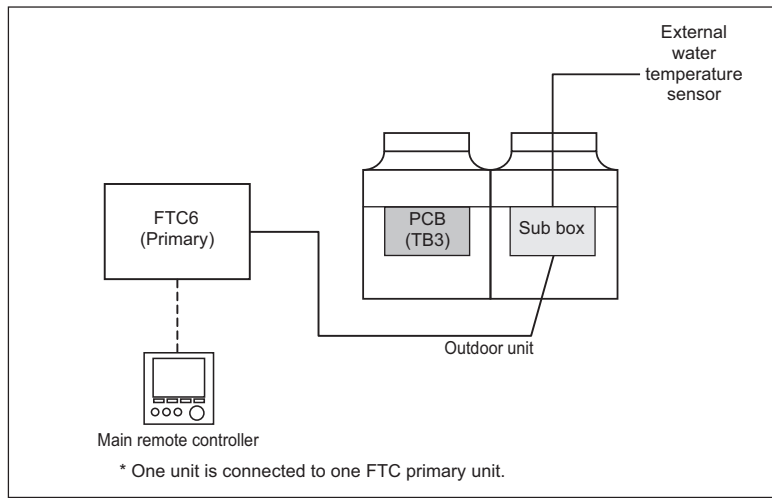 External
water
temperature
sensor
FTC6
(Primary)
PCB
(TB3)
Sub box
Outdoor unit
Main remote controller
* One unit is connected to one FTC primary unit.